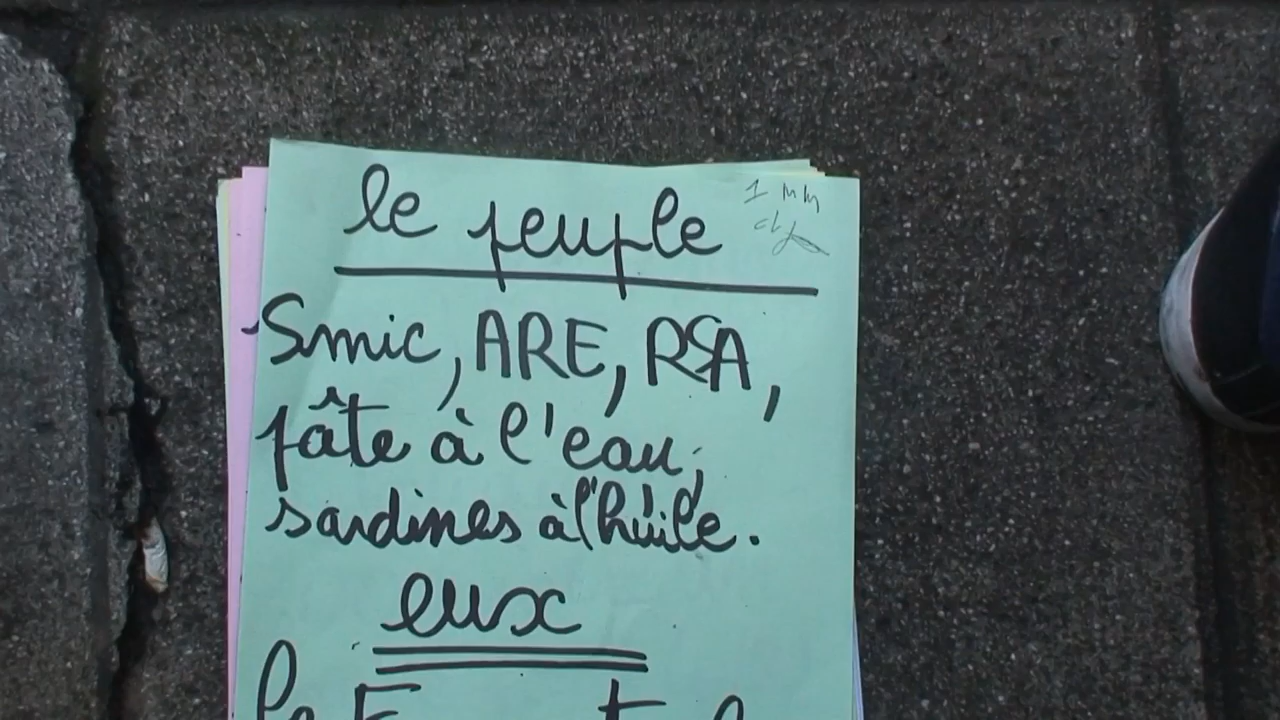 le peuple
Smic, ARE, RSA,
pâte à l'eau,
sardines à l'huile.
eux